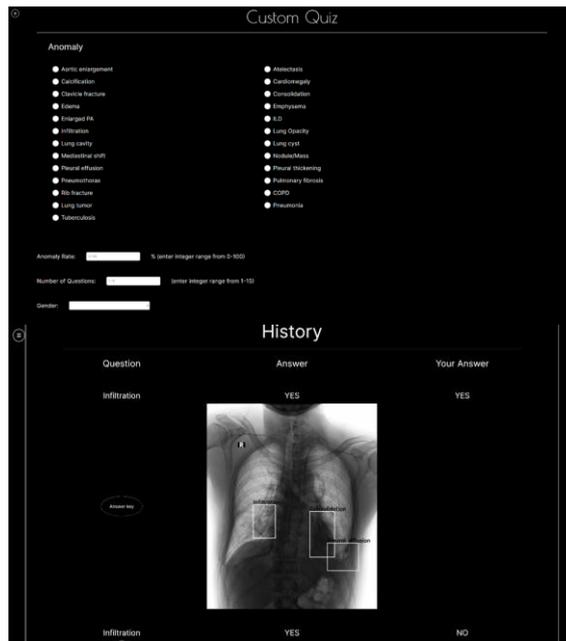 Custom Quiz
Anomaly
Aortic enlargement
Atelectasis
Calcification
Cardiomegaly
Clavicle fracture
Consolidation
Edema
Emphysema
Enlarged PA
ILD
Infiltration
Lung Opacity
Lung cavity
Lung cyst
Mediastinal shift
Nodule/Mass
Pleural effusion
Pleural thickening
Pneumothorax
Pulmonary fibrosis
Rib fracture
COPD
Lung tumor
Pneumonia
Tuberculosis
Anomaly Rate: % (enter integer range from 0-100)
Number of Questions: (enter integer range from 1-15)
Gender:
History
Question Answer Your Answer
Infiltration YES YES
Infiltration
Consolidation
Answer key
Pleural effusion
Infiltration YES NO